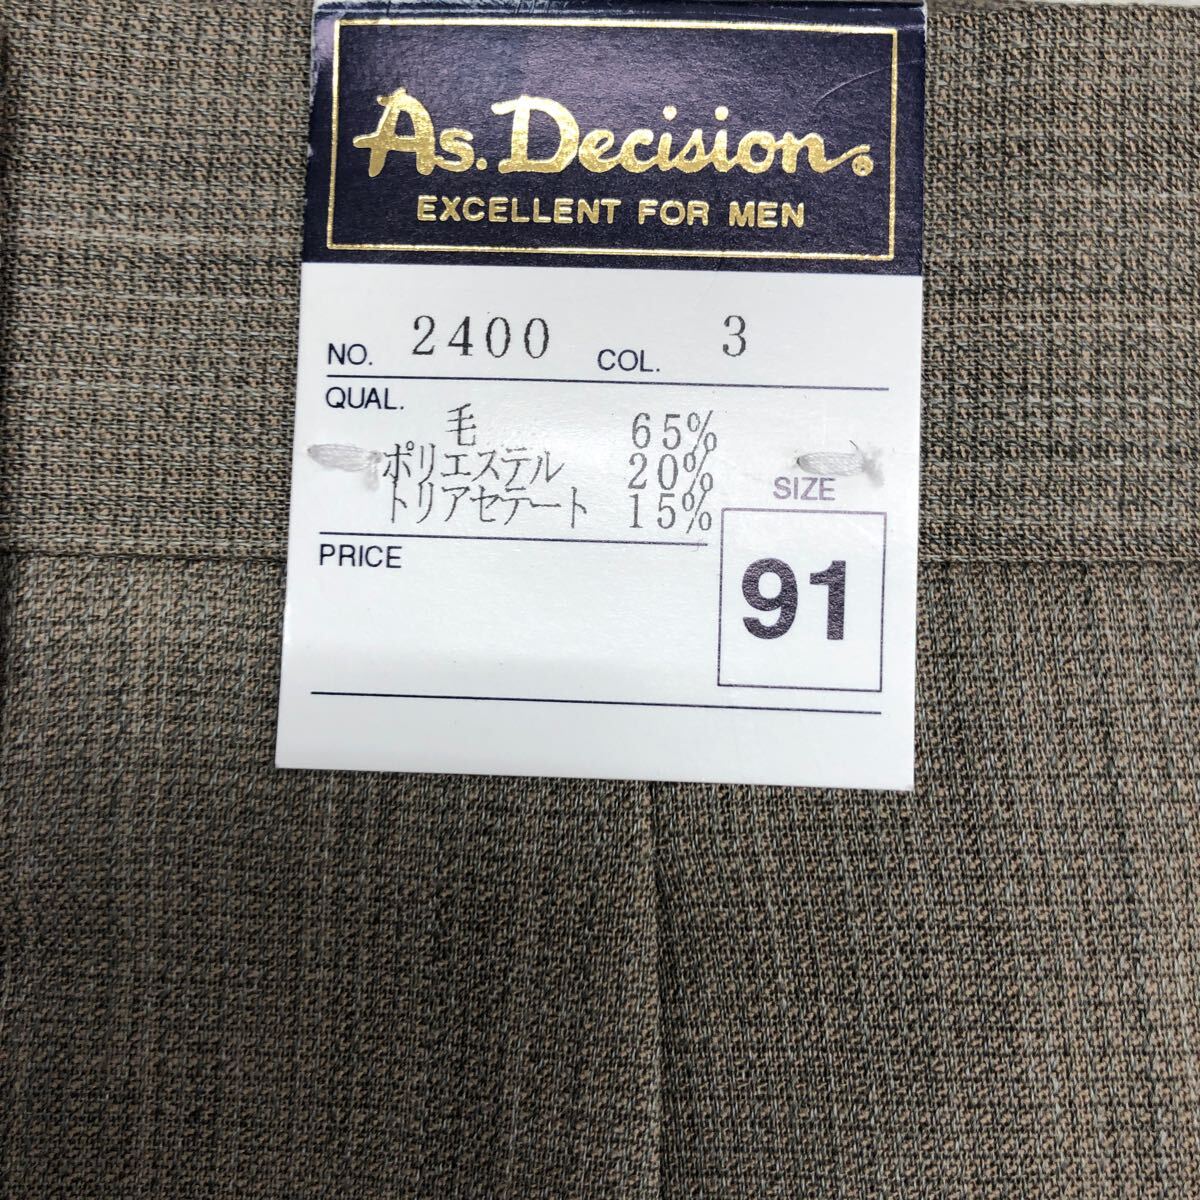 As. Decision®
EXCELLENT FOR MEN
NO. 2400 COL. 3
QUAL.
毛 65%
ポリエステル 20%
トリアセテート 15%
SIZE
PRICE
91